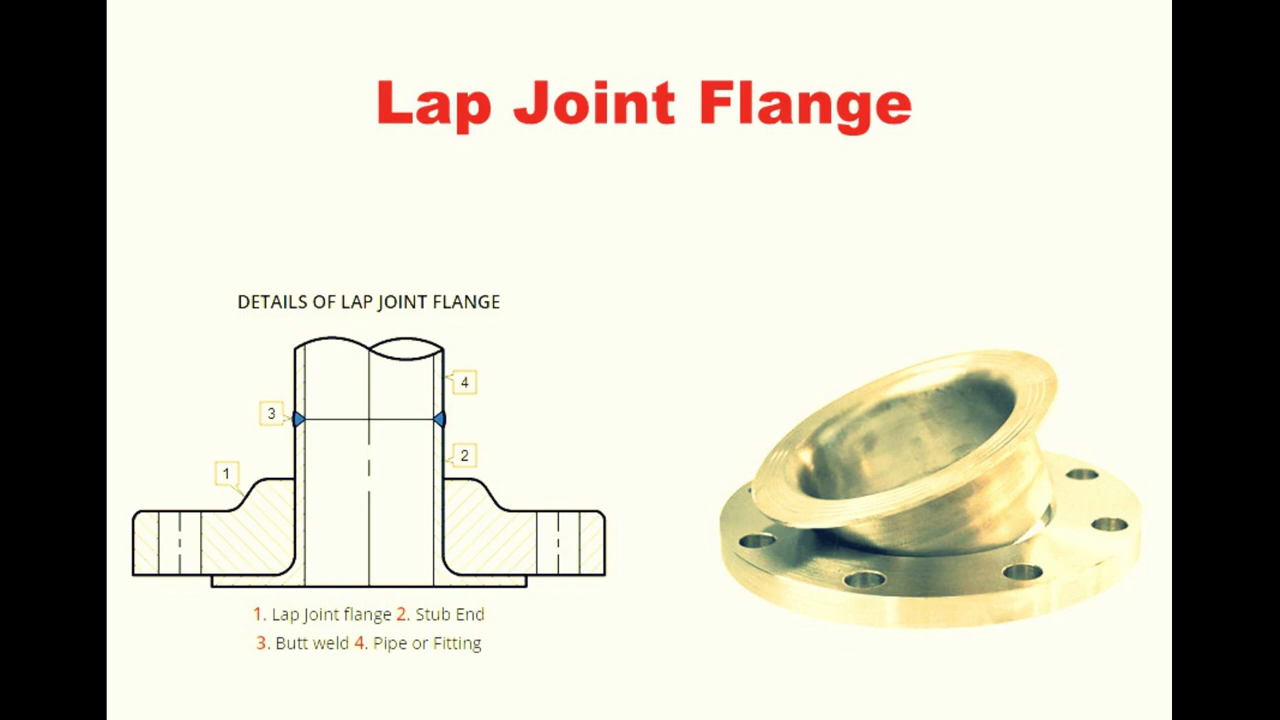 Lap Joint Flange
DETAILS OF LAP JOINT FLANGE
4
3
2
1
1. Lap Joint flange 2. Stub End
3. Butt weld 4. Pipe or Fitting